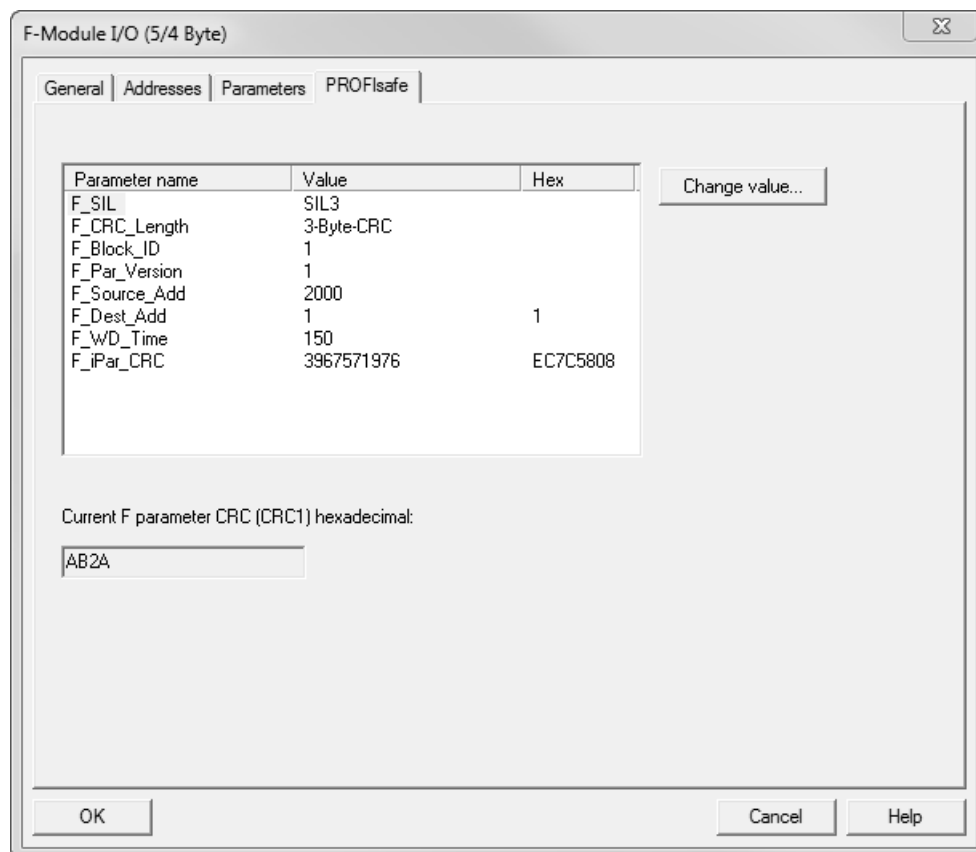 F-Module I/O (5/4 Byte)
General Addresses Parameters PROFIsafe
Parameter name Value Hex
F_SIL SIL3
F_CRC_Length 3-Byte-CRC
F_Block_ID 1
F_Par_Version 1
F_Source_Add 2000
F_Dest_Add 1 1
F_WD_Time 150
F_iPar_CRC 3967571976 EC7C5808
Change value...
Current F parameter CRC (CRC1) hexadecimal:
AB2A
OK Cancel Help